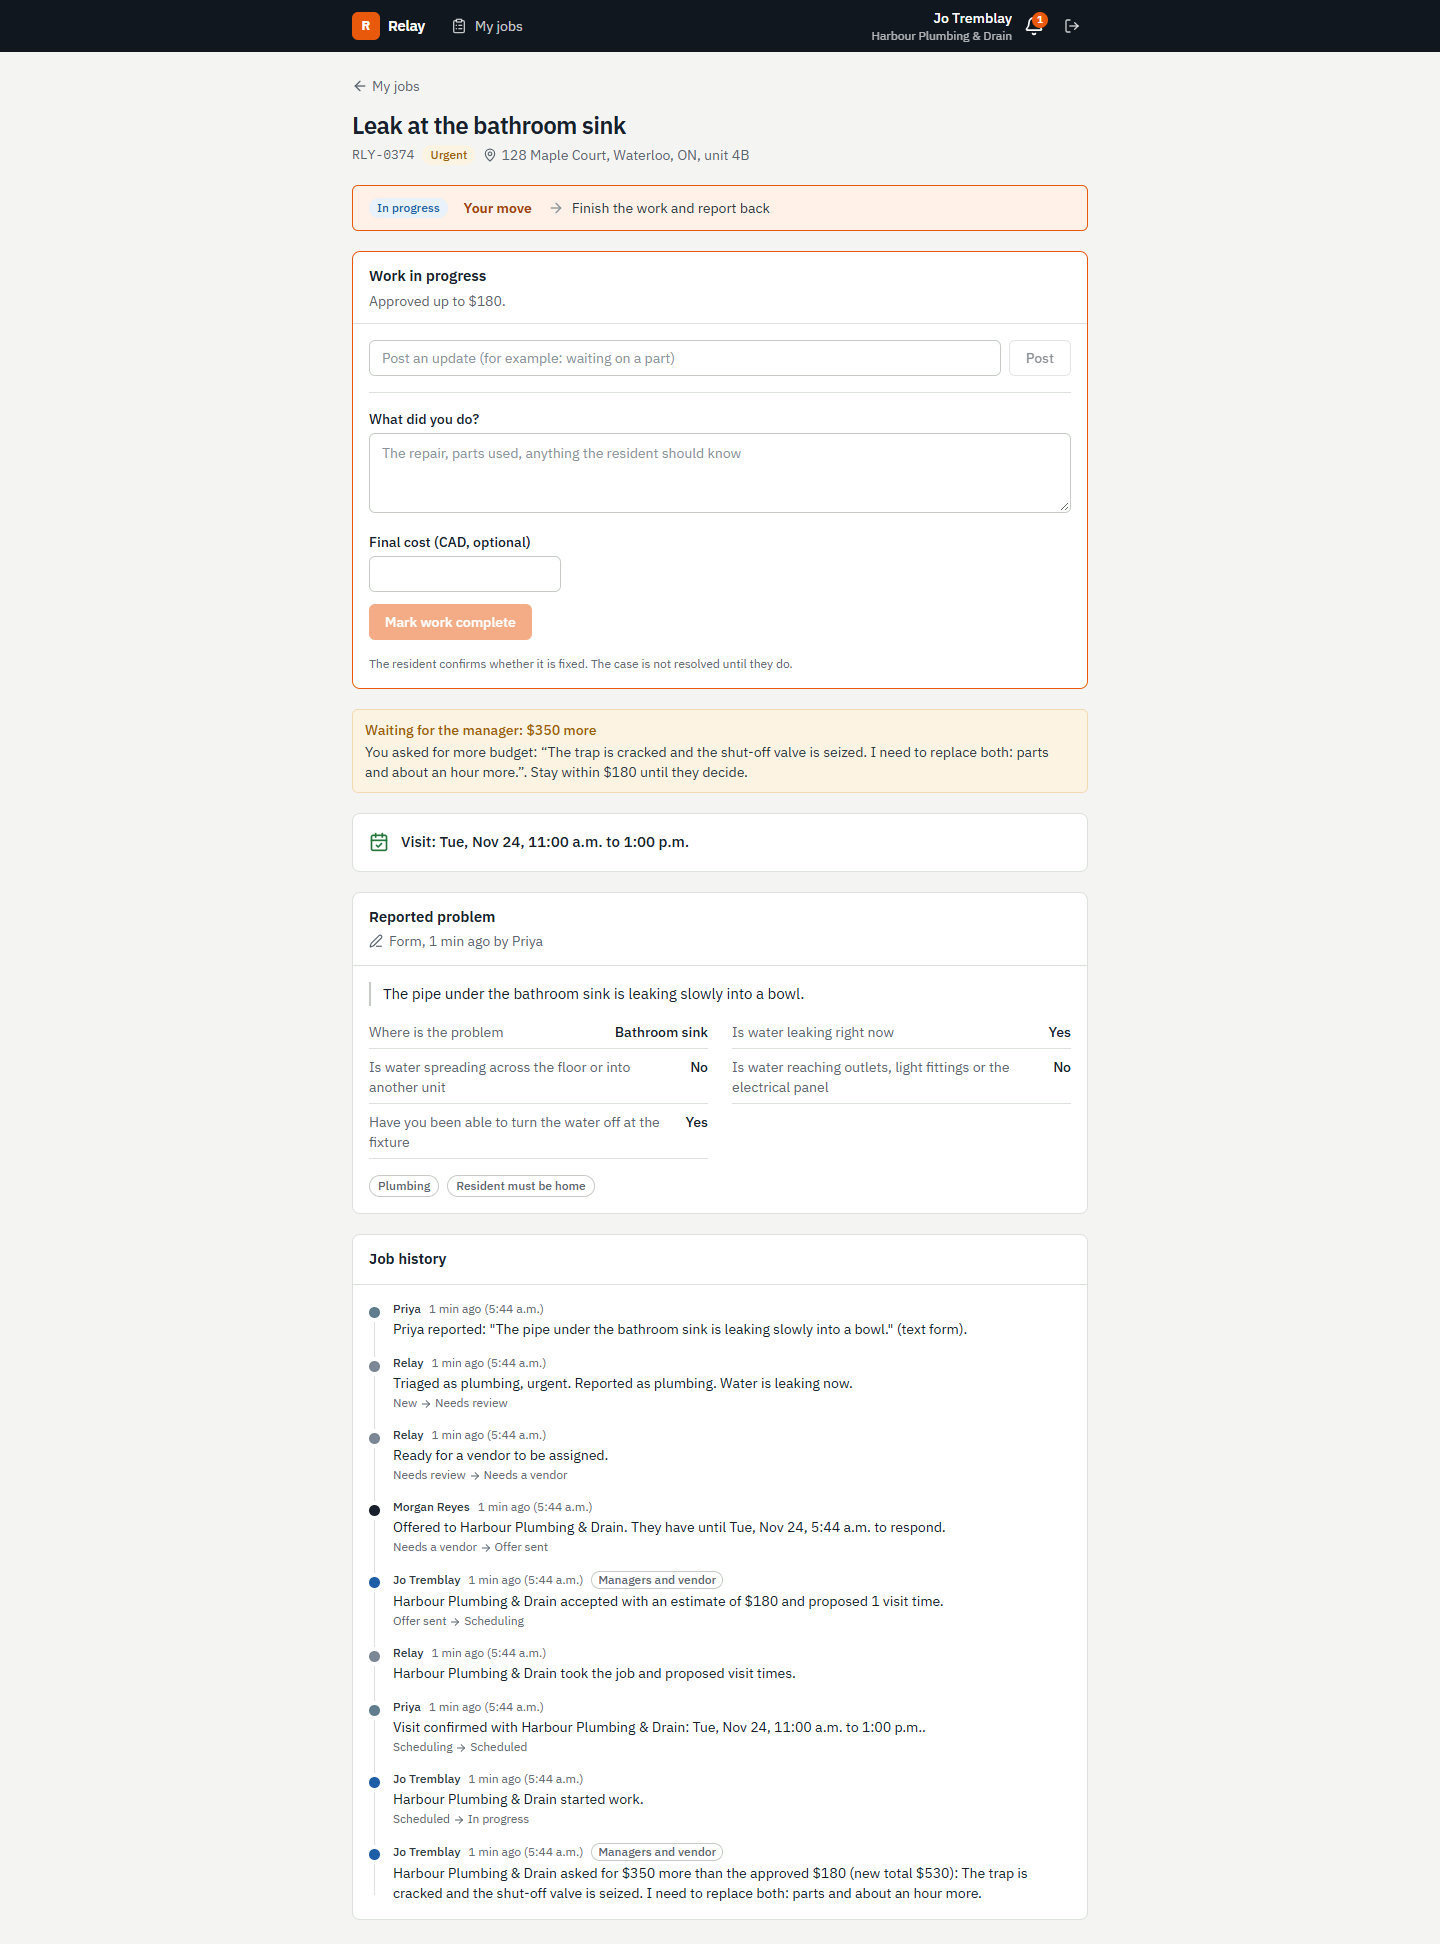 R Relay My jobs Jo Tremblay 1
Harbour Plumbing & Drain
My jobs
Leak at the bathroom sink
RLY-0374 Urgent 128 Maple Court, Waterloo, ON, unit 4B
In progress Your move → Finish the work and report back
Work in progress
Approved up to $180.
Post an update (for example: waiting on a part) Post
What did you do?
The repair, parts used, anything the resident should know
Final cost (CAD, optional)
Mark work complete
The resident confirms whether it is fixed. The case is not resolved until they do.
Waiting for the manager: $350 more
You asked for more budget: “The trap is cracked and the shut-off valve is seized. I need to replace both: parts
and about an hour more.”. Stay within $180 until they decide.
Visit: Tue, Nov 24, 11:00 a.m. to 1:00 p.m.
Reported problem
Form, 1 min ago by Priya
The pipe under the bathroom sink is leaking slowly into a bowl.
Where is the problem Bathroom sink
Is water leaking right now Yes
Is water spreading across the floor or into No
another unit
Is water reaching outlets, light fittings or the No
electrical panel
Have you been able to turn the water off at the Yes
fixture
Plumbing Resident must be home
Job history
Priya 1 min ago (5:44 a.m.)
Priya reported: "The pipe under the bathroom sink is leaking slowly into a bowl." (text form).
Relay 1 min ago (5:44 a.m.)
Triaged as plumbing, urgent. Reported as plumbing. Water is leaking now.
New → Needs review
Relay 1 min ago (5:44 a.m.)
Ready for a vendor to be assigned.
Needs review → Needs a vendor
Morgan Reyes 1 min ago (5:44 a.m.)
Offered to Harbour Plumbing & Drain. They have until Tue, Nov 24, 5:44 a.m. to respond.
Needs a vendor → Offer sent
Jo Tremblay 1 min ago (5:44 a.m.) Managers and vendor
Harbour Plumbing & Drain accepted with an estimate of $180 and proposed 1 visit time.
Offer sent → Scheduling
Relay 1 min ago (5:44 a.m.)
Harbour Plumbing & Drain took the job and proposed visit times.
Priya 1 min ago (5:44 a.m.)
Visit confirmed with Harbour Plumbing & Drain: Tue, Nov 24, 11:00 a.m. to 1:00 p.m..
Scheduling → Scheduled
Jo Tremblay 1 min ago (5:44 a.m.)
Harbour Plumbing & Drain started work.
Scheduled → In progress
Jo Tremblay 1 min ago (5:44 a.m.) Managers and vendor
Harbour Plumbing & Drain asked for $350 more than the approved $180 (new total $530): The trap is
cracked and the shut-off valve is seized. I need to replace both: parts and about an hour more.